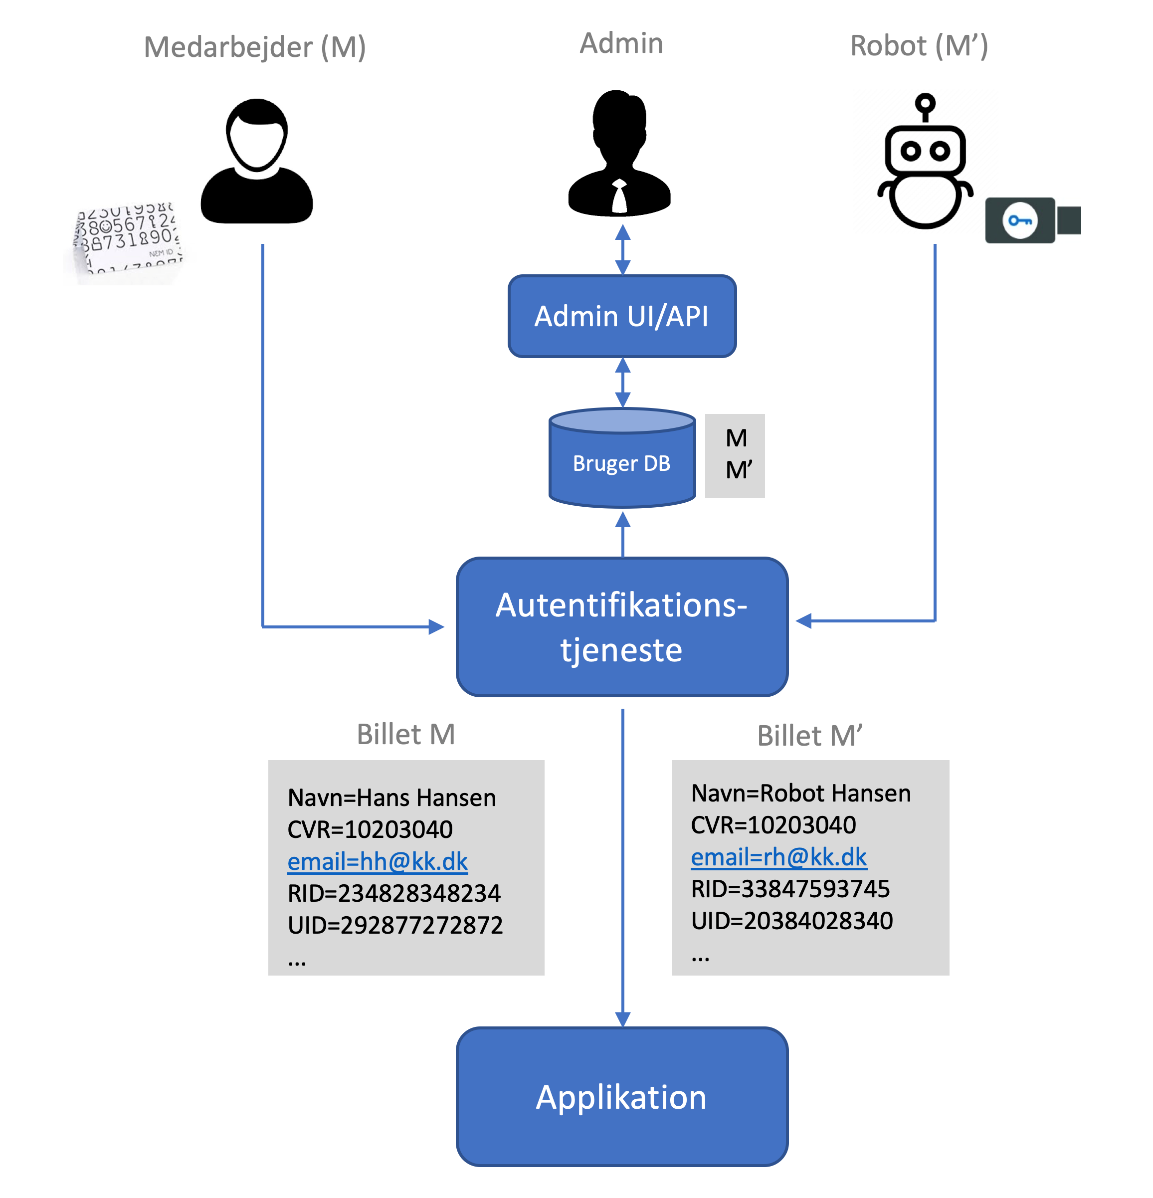 Medarbejder (M)
Admin
Robot (M’)
NEM ID
Admin UI/API
Bruger DB
M
M’
Autentifikations-
tjeneste
Billet M
Navn=Hans Hansen
CVR=10203040
email=hh@kk.dk
RID=234828348234
UID=292877272872
...
Billet M’
Navn=Robot Hansen
CVR=10203040
email=rh@kk.dk
RID=33847593745
UID=20384028340
...
Applikation